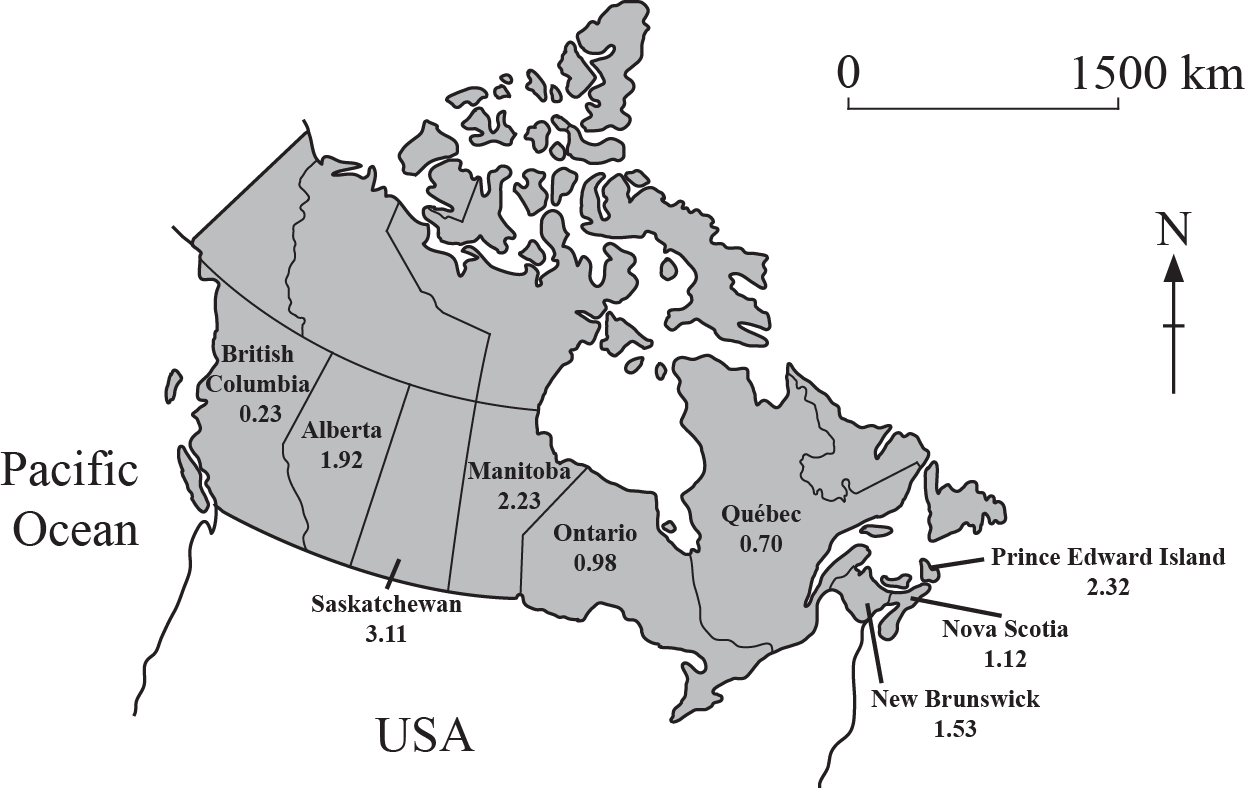 0 1500 km
N
British
Columbia
0.23
Alberta
1.92
Pacific
Ocean
Manitoba
2.23
Ontario
0.98
Québec
0.70
Saskatchewan
3.11
Prince Edward Island
2.32
Nova Scotia
1.12
New Brunswick
1.53
USA